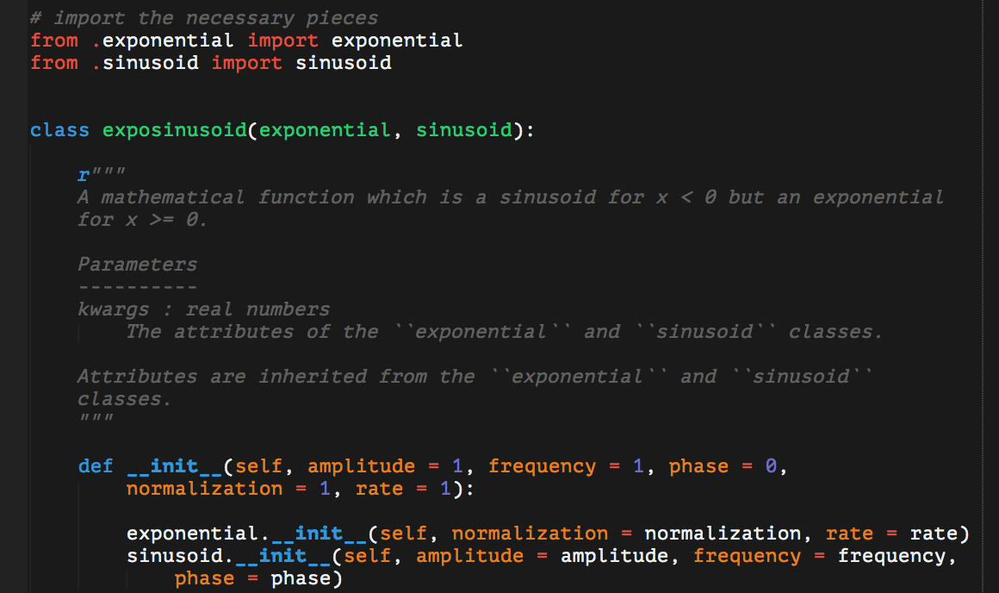 # import the necessary pieces
from .exponential import exponential
from .sinusoid import sinusoid
class exposinusoid(exponential, sinusoid):
r"""
A mathematical function which is a sinusoid for x < 0 but an exponential
for x >= 0.
Parameters
----------
kwargs : real numbers
The attributes of the ``exponential`` and ``sinusoid`` classes.
Attributes are inherited from the ``exponential`` and ``sinusoid``
classes.
"""
def __init__(self, amplitude = 1, frequency = 1, phase = 0,
normalization = 1, rate = 1):
exponential.__init__(self, normalization = normalization, rate = rate)
sinusoid.__init__(self, amplitude = amplitude, frequency = frequency,
phase = phase)